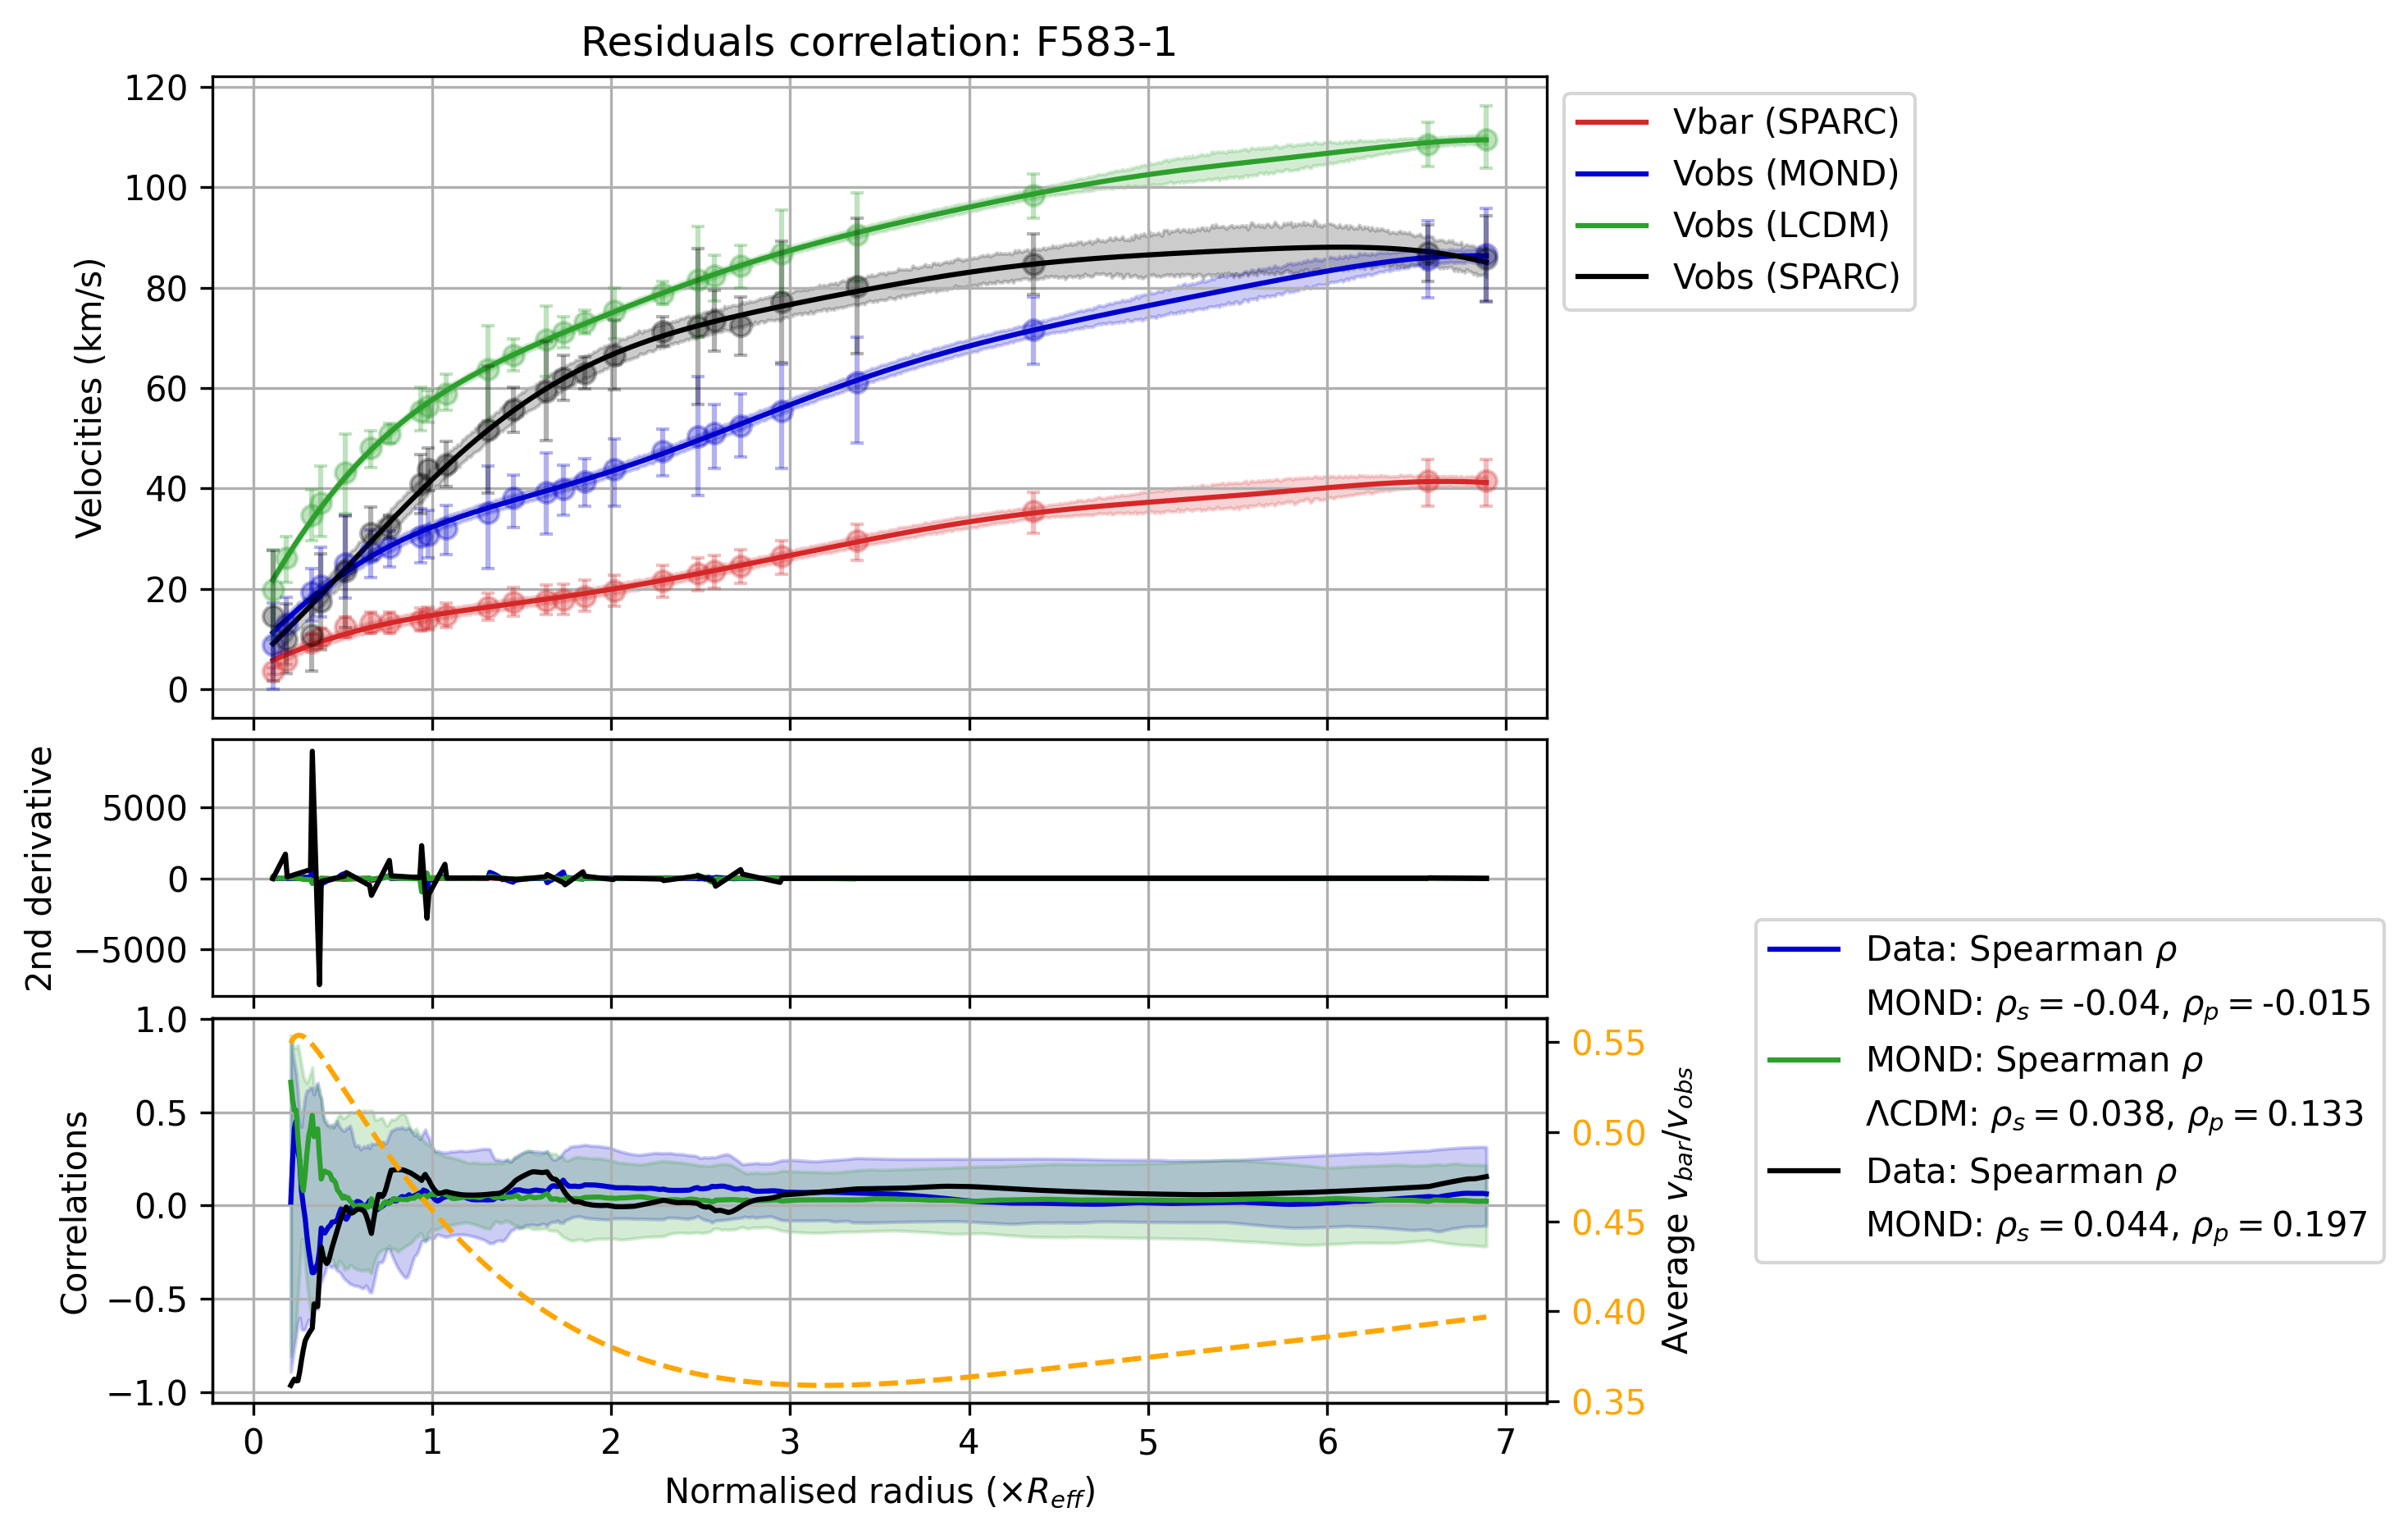 Residuals correlation: F583-1
120
100
80
60
40
20
0
Velocities (km/s)
Vbar (SPARC)
Vobs (MOND)
Vobs (LCDM)
Vobs (SPARC)
5000
0
−5000
2nd derivative
1.0
0.5
0.0
−0.5
−1.0
Correlations
0.55
0.50
0.45
0.40
0.35
Average v_bar/v_obs
Data: Spearman ρ
MOND: ρ_s = -0.04, ρ_p = -0.015
MOND: Spearman ρ
ΛCDM: ρ_s = 0.038, ρ_p = 0.133
Data: Spearman ρ
MOND: ρ_s = 0.044, ρ_p = 0.197
0 1 2 3 4 5 6 7
Normalised radius (×R_eff)